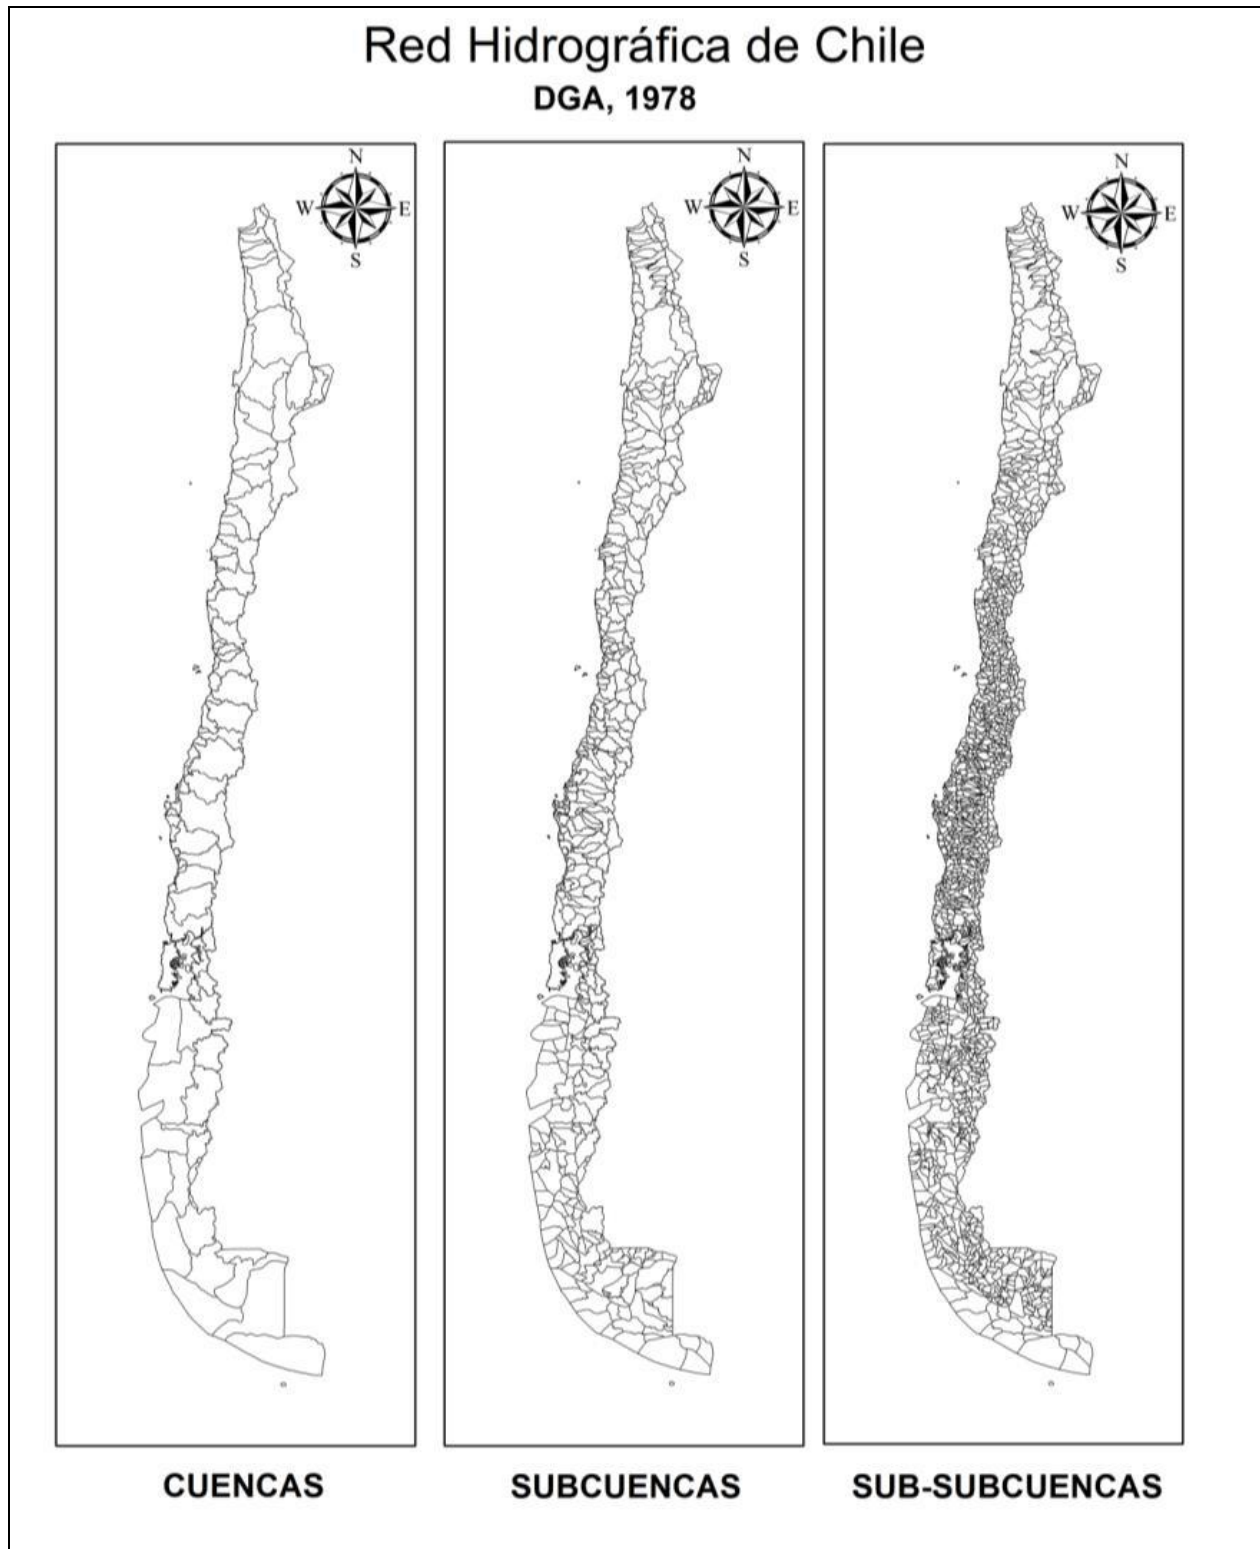 Red Hidrográfica de Chile
DGA, 1978
N
W E
S
N
W E
S
N
W E
S
CUENCAS
SUBCUENCAS
SUB-SUBCUENCAS